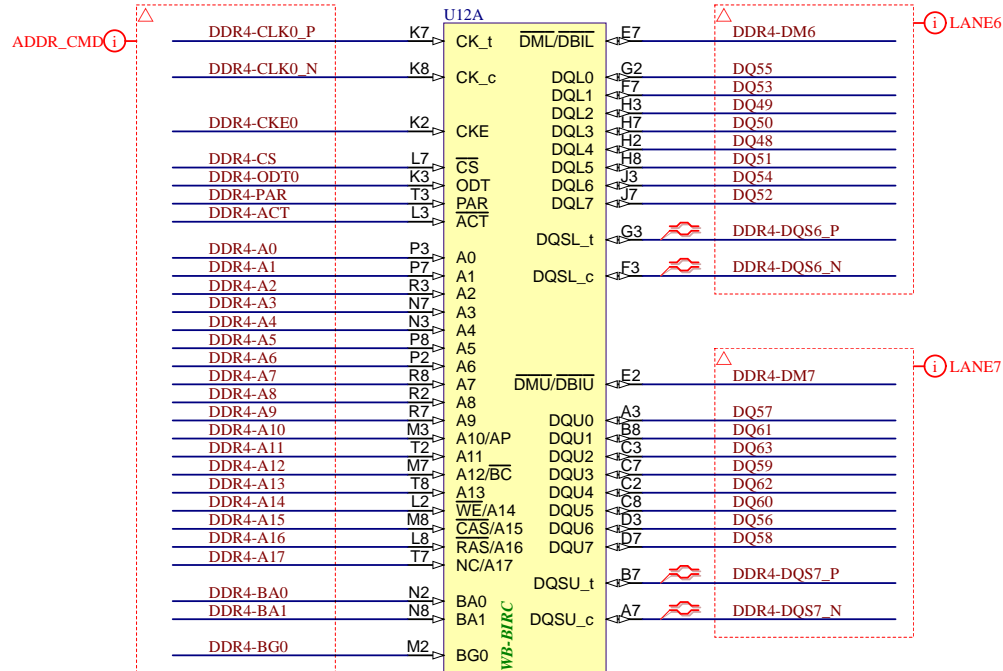 U12A
ADDR_CMD i
DDR4-CLK0_P K7 CK_t
DDR4-CLK0_N K8 CK_c
DDR4-CKE0 K2 CKE
DDR4-CS L7 CS
DDR4-ODT0 K3 ODT
DDR4-PAR T3 PAR
DDR4-ACT L3 ACT
DDR4-A0 P3 A0
DDR4-A1 P7 A1
DDR4-A2 R3 A2
DDR4-A3 N7 A3
DDR4-A4 N3 A4
DDR4-A5 P8 A5
DDR4-A6 P2 A6
DDR4-A7 R8 A7
DDR4-A8 R2 A8
DDR4-A9 R7 A9
DDR4-A10 M3 A10/AP
DDR4-A11 T2 A11
DDR4-A12 M7 A12/BC
DDR4-A13 T8 A13
DDR4-A14 L2 WE/A14
DDR4-A15 M8 CAS/A15
DDR4-A16 L8 RAS/A16
DDR4-A17 T7 NC/A17
DDR4-BA0 N2 BA0
DDR4-BA1 N8 BA1
DDR4-BG0 M2 BG0
WB-BIRC
i LANE6
DML/DBIL E7 DDR4-DM6
DQL0 G2 DQ55
DQL1 F7 DQ53
DQL2 H3 DQ49
DQL3 H7 DQ50
DQL4 H2 DQ48
DQL5 H8 DQ51
DQL6 J3 DQ54
DQL7 J7 DQ52
DQSL_t G3 DDR4-DQS6_P
DQSL_c F3 DDR4-DQS6_N
i LANE7
DMU/DBIU E2 DDR4-DM7
DQU0 A3 DQ57
DQU1 B8 DQ61
DQU2 C3 DQ63
DQU3 C7 DQ59
DQU4 C2 DQ62
DQU5 C8 DQ60
DQU6 D3 DQ56
DQU7 D7 DQ58
DQSU_t B7 DDR4-DQS7_P
DQSU_c A7 DDR4-DQS7_N